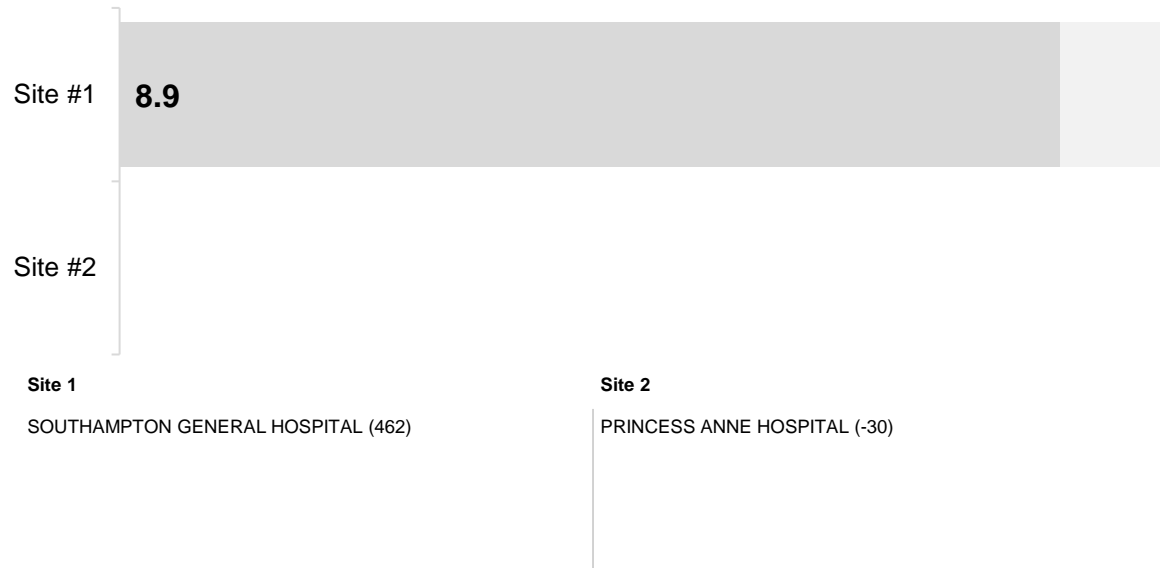 Site #1
8.9
Site #2
Site 1
SOUTHAMPTON GENERAL HOSPITAL (462)
Site 2
PRINCESS ANNE HOSPITAL (-30)